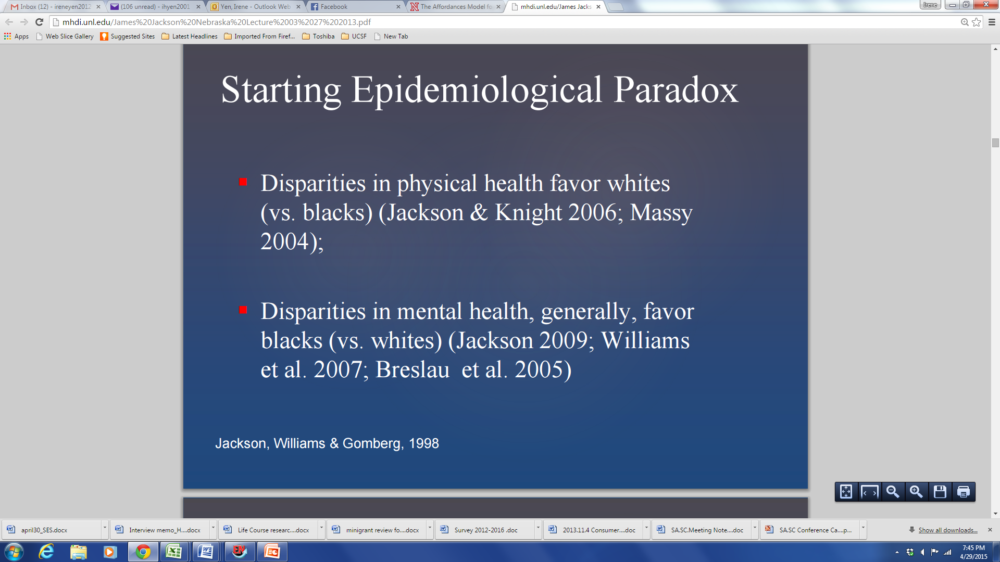 Inbox (12) - ireneyen2012
(106 unread) - ihyen2001
Yen, Irene - Outlook Web
Facebook
The Affordances Model fo
mhdi.unl.edu/James Jacks
Irene
mhdi.unl.edu/James%20Jackson%20Nebraska%20Lecture%2003%2027%202013.pdf
Apps
Web Slice Gallery
Suggested Sites
Latest Headlines
Imported From Firef...
Toshiba
UCSF
New Tab
Starting Epidemiological Paradox
Disparities in physical health favor whites
(vs. blacks) (Jackson & Knight 2006; Massy
2004);
Disparities in mental health, generally, favor
blacks (vs. whites) (Jackson 2009; Williams
et al. 2007; Breslau  et al. 2005)
Jackson, Williams & Gomberg, 1998
april30_SES.docx
Interview memo_H....docx
Life Course researc....docx
minigrant review fo....docx
Survey 2012-2016 .doc
2013.11.4 Consumer....doc
SA.SC.Meeting Note....doc
SA.SC Conference Ca....p...
Show all downloads...
EN
7:45 PM
4/29/2015